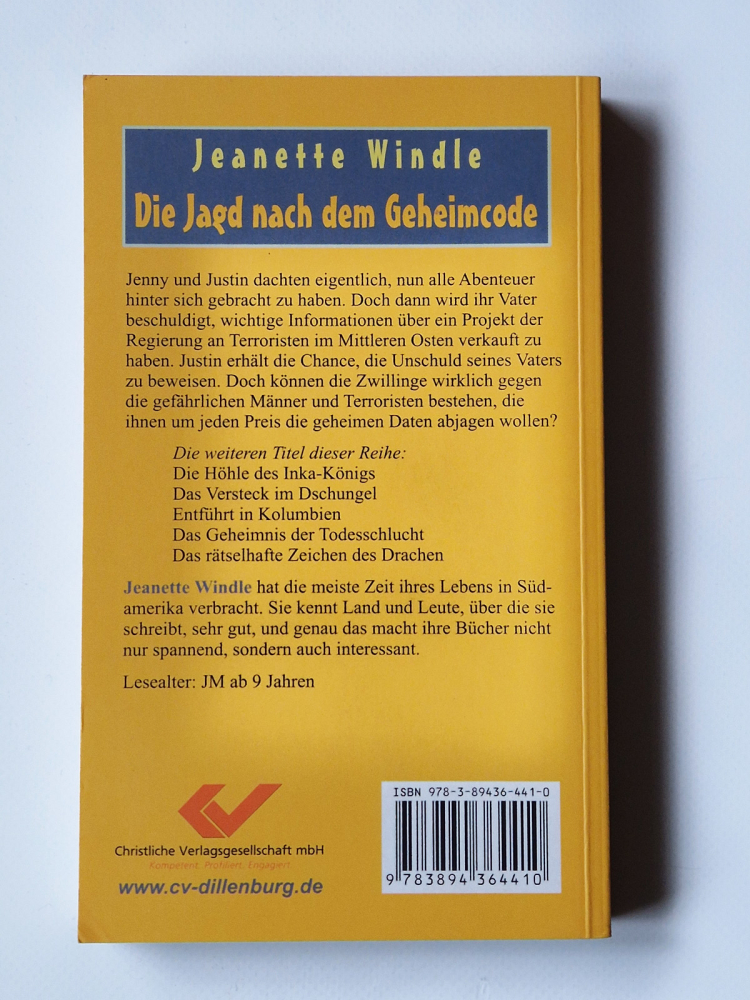 Jeanette Windle
Die Jagd nach dem Geheimcode
Jenny und Justin dachten eigentlich, nun alle Abenteuer
hinter sich gebracht zu haben. Doch dann wird ihr Vater
beschuldigt, wichtige Informationen über ein Projekt der
Regierung an Terroristen im Mittleren Osten verkauft zu
haben. Justin erhält die Chance, die Unschuld seines Vaters
zu beweisen. Doch können die Zwillinge wirklich gegen
die gefährlichen Männer und Terroristen bestehen, die
ihnen um jeden Preis die geheimen Daten abjagen wollen?
Die weiteren Titel dieser Reihe:
Die Höhle des Inka-Königs
Das Versteck im Dschungel
Entführt in Kolumbien
Das Geheimnis der Todesschlucht
Das rätselhafte Zeichen des Drachen
Jeanette Windle hat die meiste Zeit ihres Lebens in Süd-
amerika verbracht. Sie kennt Land und Leute, über die sie
schreibt, sehr gut, und genau das macht ihre Bücher nicht
nur spannend, sondern auch interessant.
Lesealter: JM ab 9 Jahren
Christliche Verlagsgesellschaft mbH
Kompetent. Profiliert. Engagiert.
www.cv-dillenburg.de
ISBN 978-3-89436-441-0
9 783894 364410